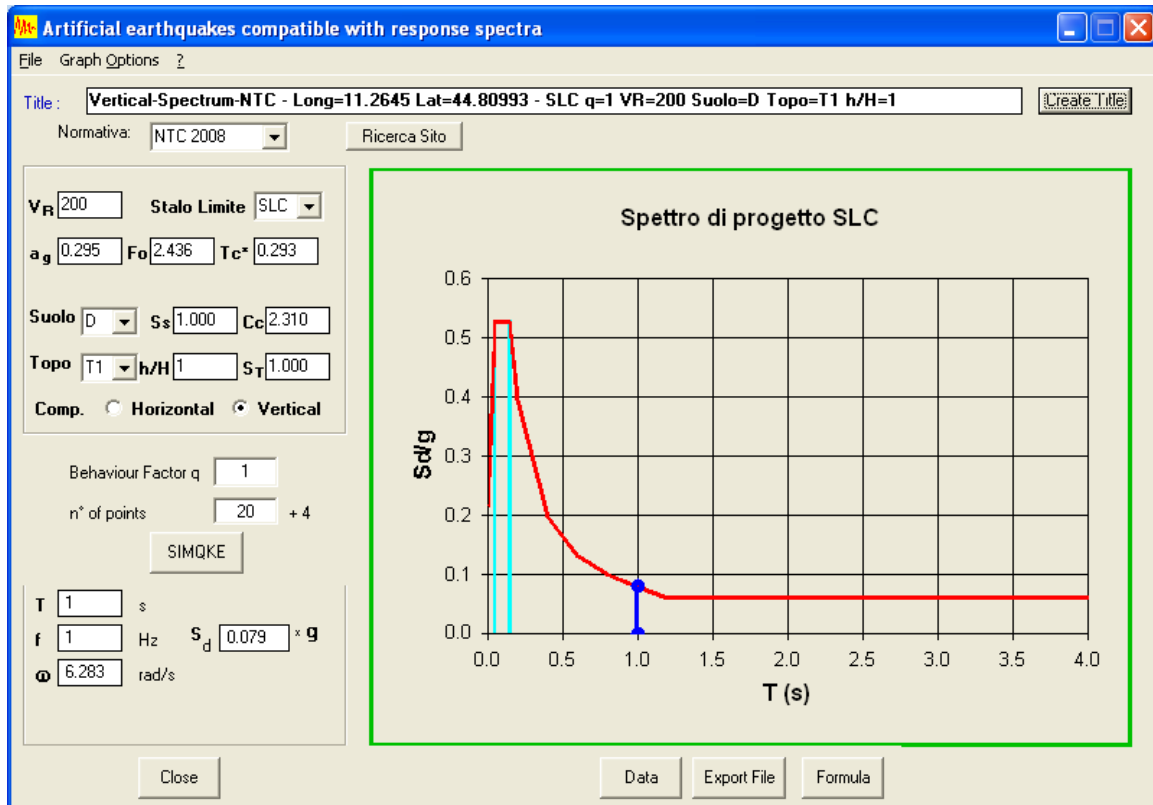 Artificial earthquakes compatible with response spectra
File Graph Options ?
Title : Vertical-Spectrum-NTC - Long=11.2645 Lat=44.80993 - SLC q=1 VR=200 Suolo=D Topo=T1 h/H=1 Create Title
Normativa: NTC 2008 Ricerca Sito
VR 200 Stalo Limite SLC
ag 0.295 Fo 2.436 Tc* 0.293
Suolo D Ss 1.000 Cc 2.310
Topo T1 h/H 1 ST 1.000
Comp. Horizontal Vertical
Behaviour Factor q 1
n° of points 20 + 4
SIMQKE
T 1 s
f 1 Hz Sd 0.079 × g
ω 6.283 rad/s
Spettro di progetto SLC
Sd/g
0.6
0.5
0.4
0.3
0.2
0.1
0.0
0.0 0.5 1.0 1.5 2.0 2.5 3.0 3.5 4.0
T (s)
Close Data Export File Formula